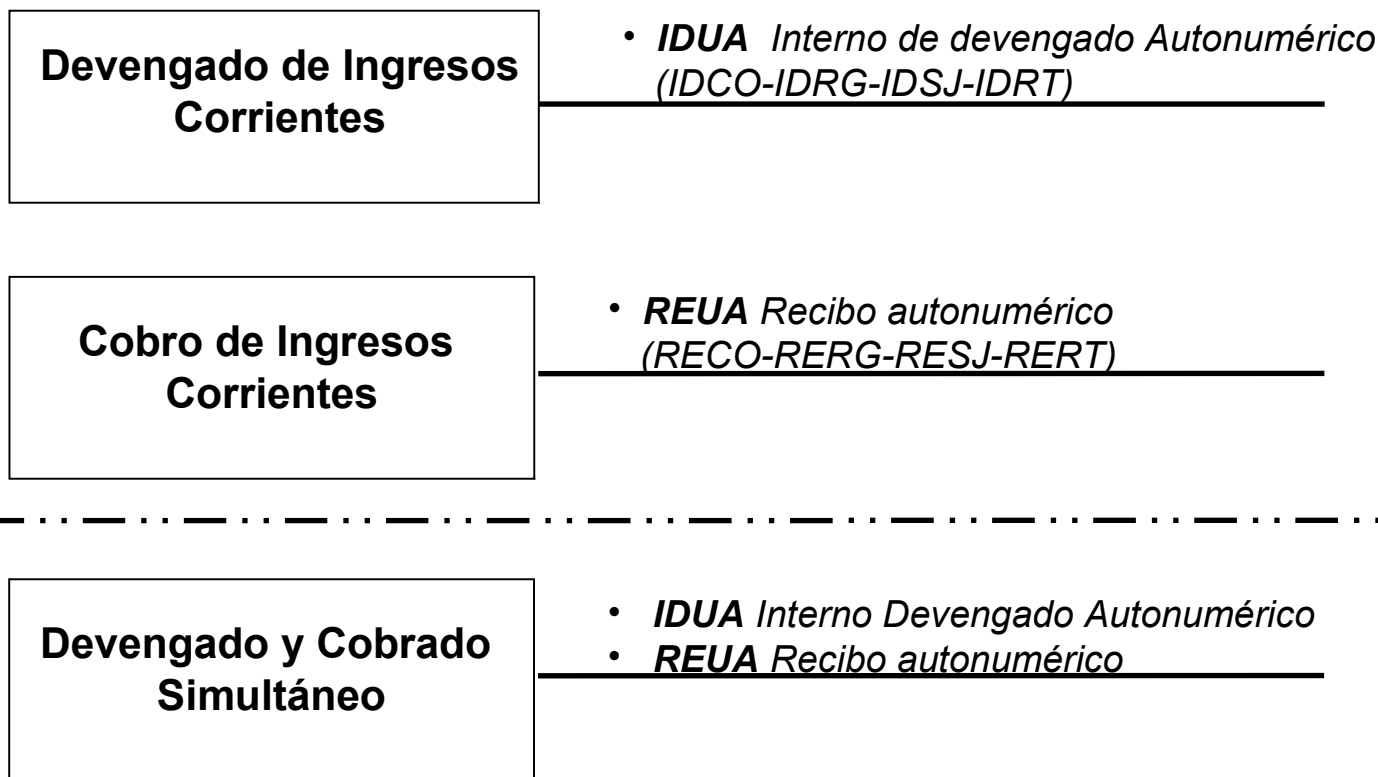 Devengado de Ingresos
Corrientes
• IDUA Interno de devengado Autonumérico
(IDCO-IDRG-IDSJ-IDRT)
Cobro de Ingresos
Corrientes
• REUA Recibo autonumérico
(RECO-RERG-RESJ-RERT)
Devengado y Cobrado
Simultáneo
• IDUA Interno Devengado Autonumérico
• REUA Recibo autonumérico